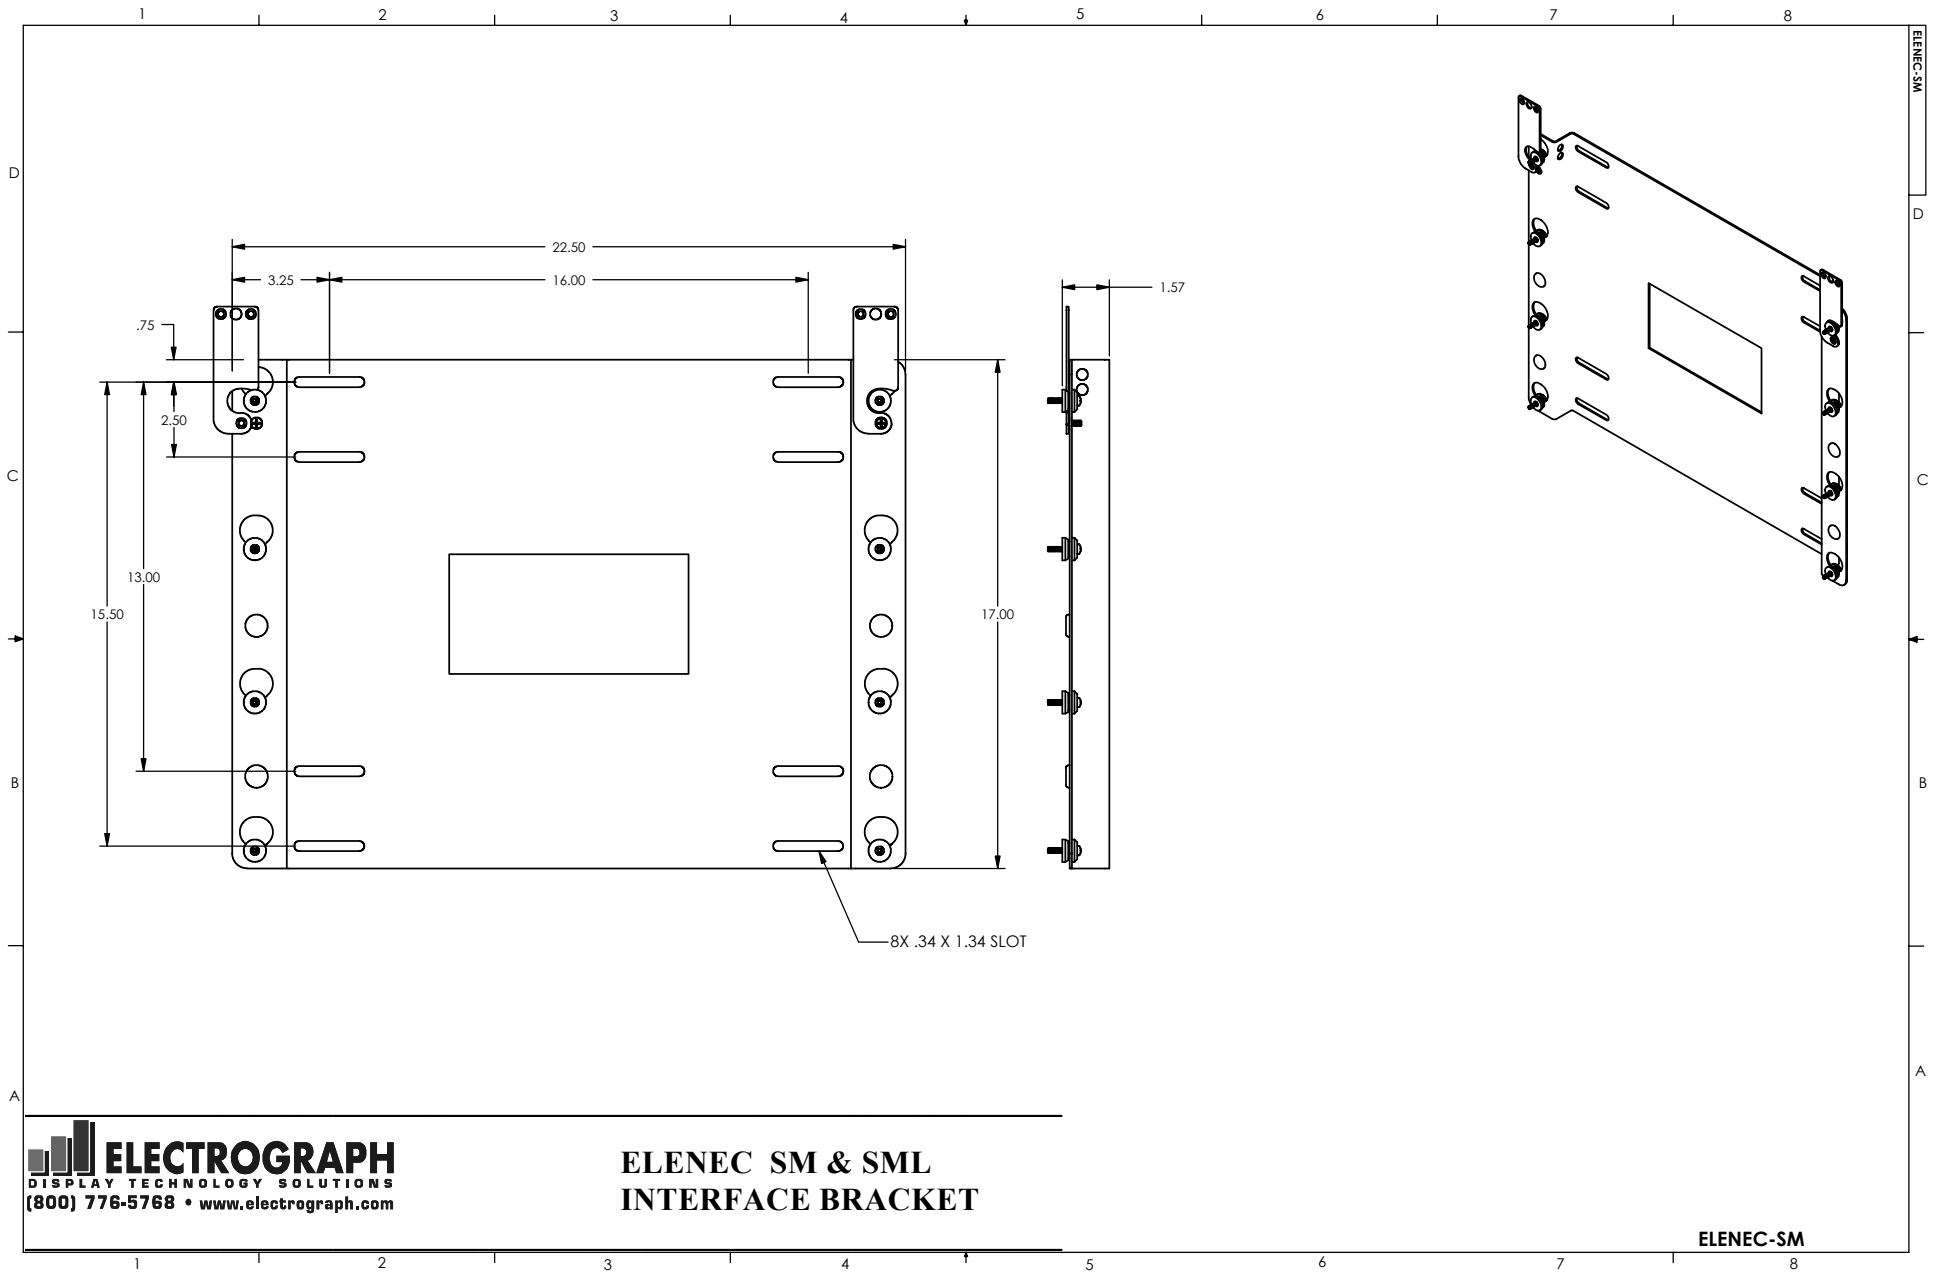 1 2 3 4 5 6 7 8
ELENEC-SM
D
D
22.50
3.25
16.00
1.57
.75
2.50
C
C
13.00
15.50
17.00
B
B
8X .34 X 1.34 SLOT
A
A
ELECTROGRAPH
DISPLAY TECHNOLOGY SOLUTIONS
(800) 776-5768 • www.electrograph.com
ELENEC SM & SML
INTERFACE BRACKET
ELENEC-SM
1 2 3 4 5 6 7 8